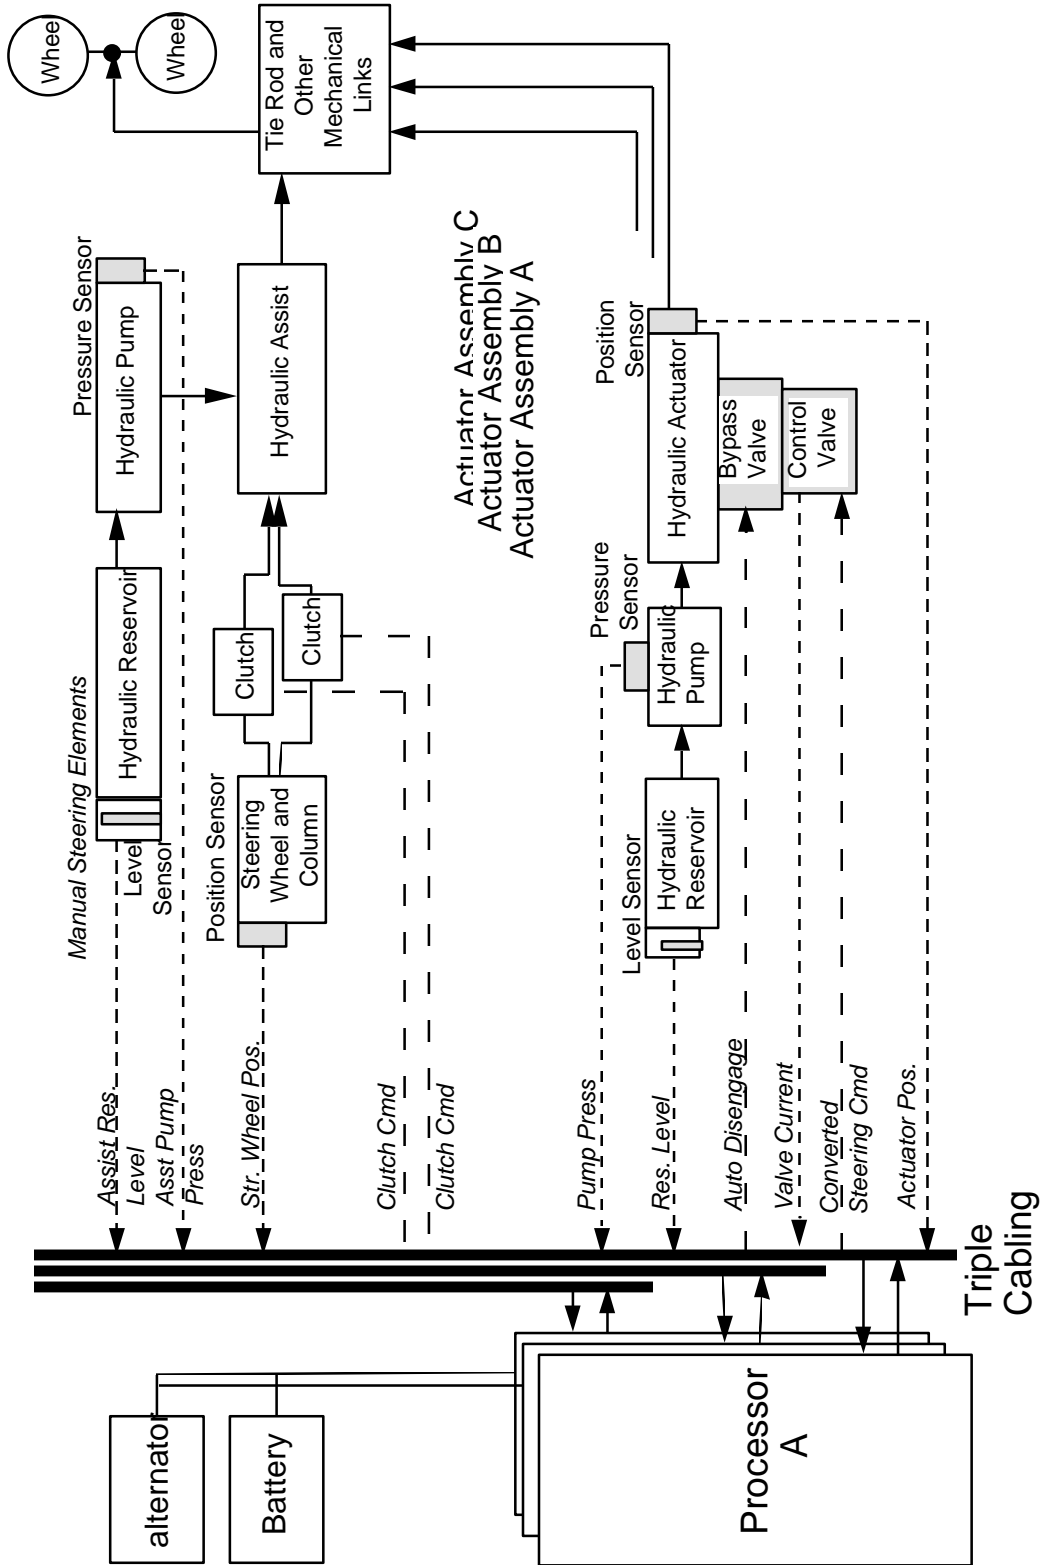 Manual Steering Elements
Pressure Sensor
Wheel
Wheel
alternator
Assist Res.
Level
Level
Sensor
Hydraulic Reservoir
Hydraulic Pump
Asst Pump
Press
Battery
Position Sensor
Str. Wheel Pos.
Steering
Wheel and
Column
Clutch
Clutch
Hydraulic Assist
Tie Rod and
Other
Mechanical
Links
Clutch Cmd
Clutch Cmd
Actuator Assembly C
Actuator Assembly B
Actuator Assembly A
Pump Press
Pressure
Sensor
Position
Sensor
Level Sensor
Res. Level
Hydraulic
Reservoir
Hydraulic
Pump
Hydraulic Actuator
Auto Disengage
Bypass
Valve
Processor
A
Valve Current
Control
Valve
Converted
Steering Cmd
Actuator Pos.
Triple
Cabling